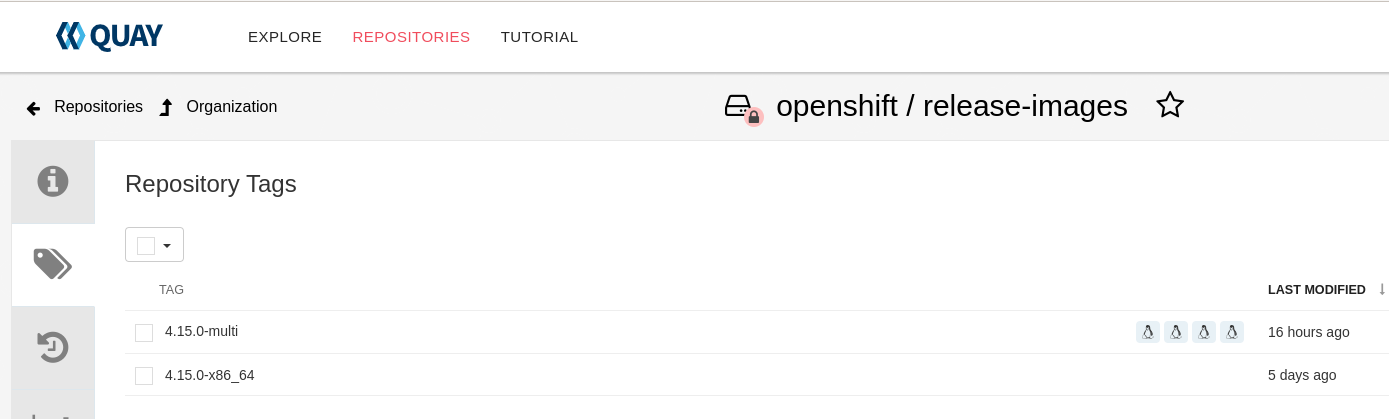 QUAY EXPLORE REPOSITORIES TUTORIAL
Repositories Organization openshift / release-images
Repository Tags
TAG LAST MODIFIED
4.15.0-multi 16 hours ago
4.15.0-x86_64 5 days ago